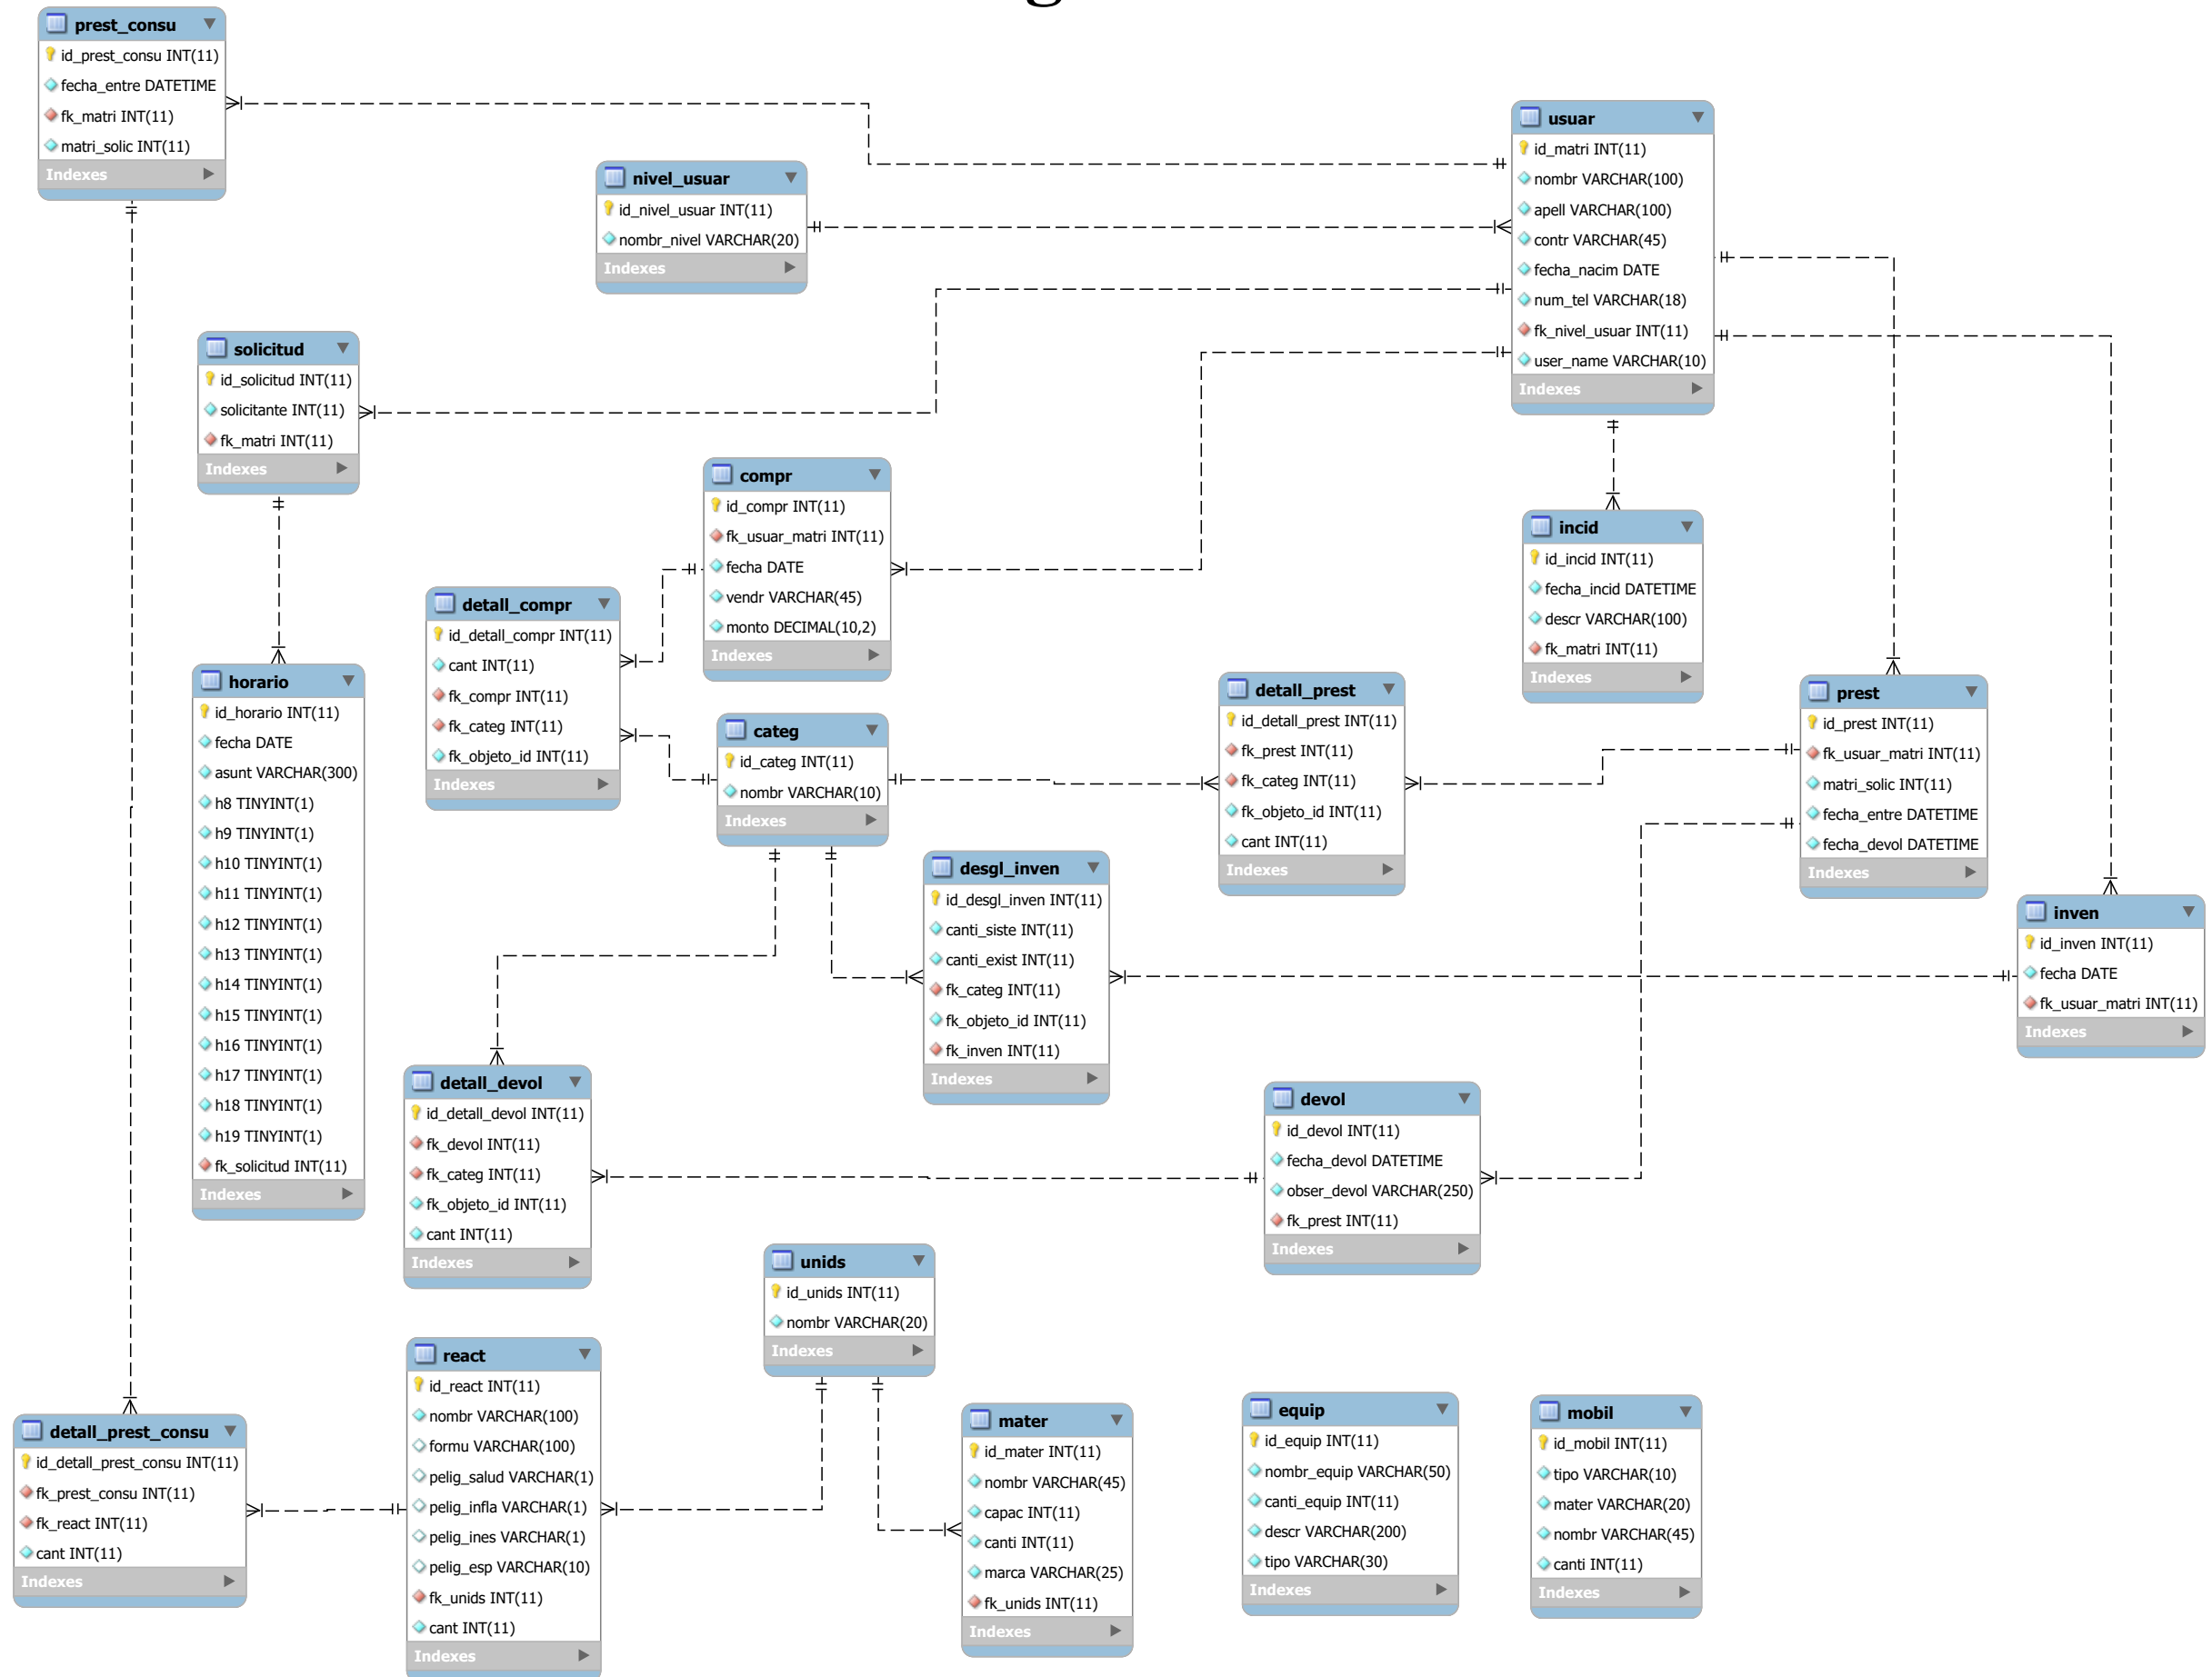 g
prest_consu
id_prest_consu INT(11)
fecha_entre DATETIME
fk_matri INT(11)
matri_solic INT(11)
Indexes
usuar
id_matri INT(11)
nombr VARCHAR(100)
apell VARCHAR(100)
contr VARCHAR(45)
fecha_nacim DATE
num_tel VARCHAR(18)
fk_nivel_usuar INT(11)
user_name VARCHAR(10)
Indexes
nivel_usuar
id_nivel_usuar INT(11)
nombr_nivel VARCHAR(20)
Indexes
solicitud
id_solicitud INT(11)
solicitante INT(11)
fk_matri INT(11)
Indexes
compr
id_compr INT(11)
fk_usuar_matri INT(11)
fecha DATE
vendr VARCHAR(45)
monto DECIMAL(10,2)
Indexes
incid
id_incid INT(11)
fecha_incid DATETIME
descr VARCHAR(100)
fk_matri INT(11)
Indexes
detall_compr
id_detall_compr INT(11)
cant INT(11)
fk_compr INT(11)
fk_categ INT(11)
fk_objeto_id INT(11)
Indexes
horario
id_horario INT(11)
fecha DATE
asunt VARCHAR(300)
h8 TINYINT(1)
h9 TINYINT(1)
h10 TINYINT(1)
h11 TINYINT(1)
h12 TINYINT(1)
h13 TINYINT(1)
h14 TINYINT(1)
h15 TINYINT(1)
h16 TINYINT(1)
h17 TINYINT(1)
h18 TINYINT(1)
h19 TINYINT(1)
fk_solicitud INT(11)
Indexes
detall_prest
id_detall_prest INT(11)
fk_prest INT(11)
fk_categ INT(11)
fk_objeto_id INT(11)
cant INT(11)
Indexes
prest
id_prest INT(11)
fk_usuar_matri INT(11)
matri_solic INT(11)
fecha_entre DATETIME
fecha_devol DATETIME
Indexes
categ
id_categ INT(11)
nombr VARCHAR(10)
Indexes
desgl_inven
id_desgl_inven INT(11)
canti_siste INT(11)
canti_exist INT(11)
fk_categ INT(11)
fk_objeto_id INT(11)
fk_inven INT(11)
Indexes
inven
id_inven INT(11)
fecha DATE
fk_usuar_matri INT(11)
Indexes
detall_devol
id_detall_devol INT(11)
fk_devol INT(11)
fk_categ INT(11)
fk_objeto_id INT(11)
cant INT(11)
Indexes
devol
id_devol INT(11)
fecha_devol DATETIME
obser_devol VARCHAR(250)
fk_prest INT(11)
Indexes
unids
id_unids INT(11)
nombr VARCHAR(20)
Indexes
react
id_react INT(11)
nombr VARCHAR(100)
formu VARCHAR(100)
pelig_salud VARCHAR(1)
pelig_infla VARCHAR(1)
pelig_ines VARCHAR(1)
pelig_esp VARCHAR(10)
fk_unids INT(11)
cant INT(11)
Indexes
detall_prest_consu
id_detall_prest_consu INT(11)
fk_prest_consu INT(11)
fk_react INT(11)
cant INT(11)
Indexes
mater
id_mater INT(11)
nombr VARCHAR(45)
capac INT(11)
canti INT(11)
marca VARCHAR(25)
fk_unids INT(11)
Indexes
equip
id_equip INT(11)
nombr_equip VARCHAR(50)
canti_equip INT(11)
descr VARCHAR(200)
tipo VARCHAR(30)
Indexes
mobil
id_mobil INT(11)
tipo VARCHAR(10)
mater VARCHAR(20)
nombr VARCHAR(45)
canti INT(11)
Indexes